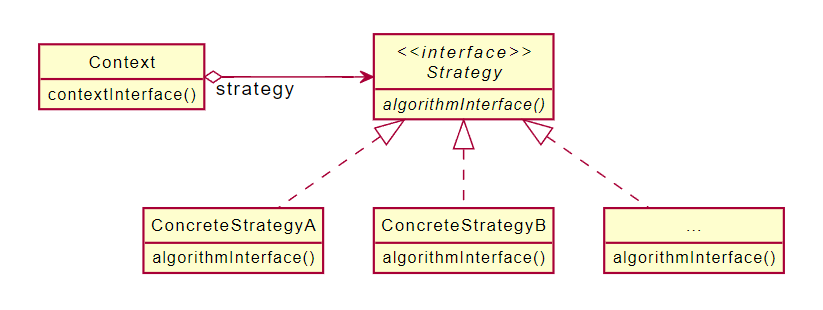 Context
contextInterface()
strategy
<<interface>>
Strategy
algorithmInterface()
ConcreteStrategyA
algorithmInterface()
ConcreteStrategyB
algorithmInterface()
...
algorithmInterface()